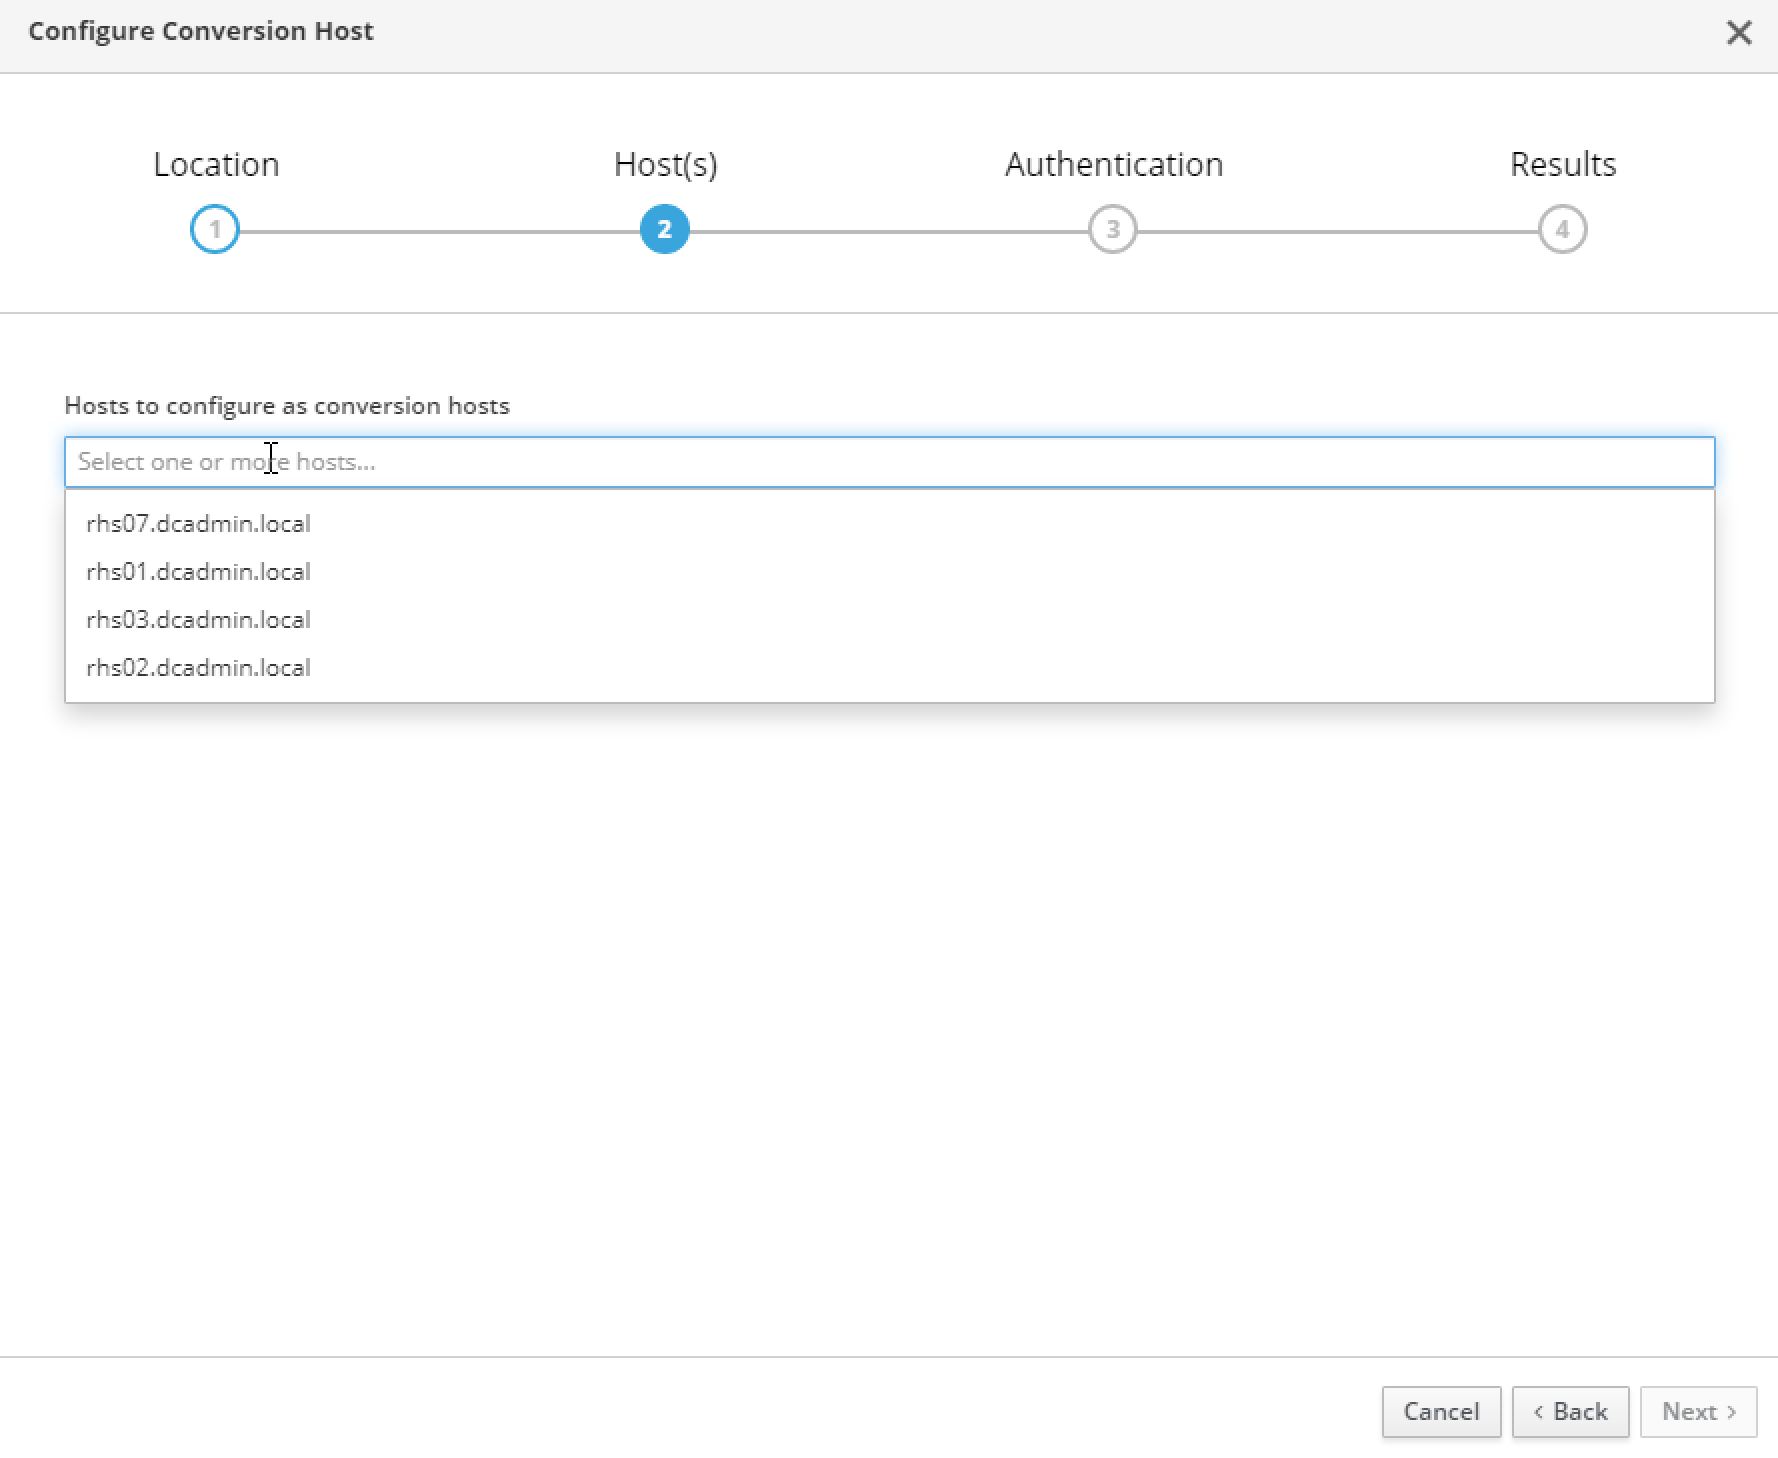 Configure Conversion Host
Location Host(s) Authentication Results
1 2 3 4
Hosts to configure as conversion hosts
Select one or more hosts...
rhs07.dcadmin.local
rhs01.dcadmin.local
rhs03.dcadmin.local
rhs02.dcadmin.local
Cancel < Back Next >